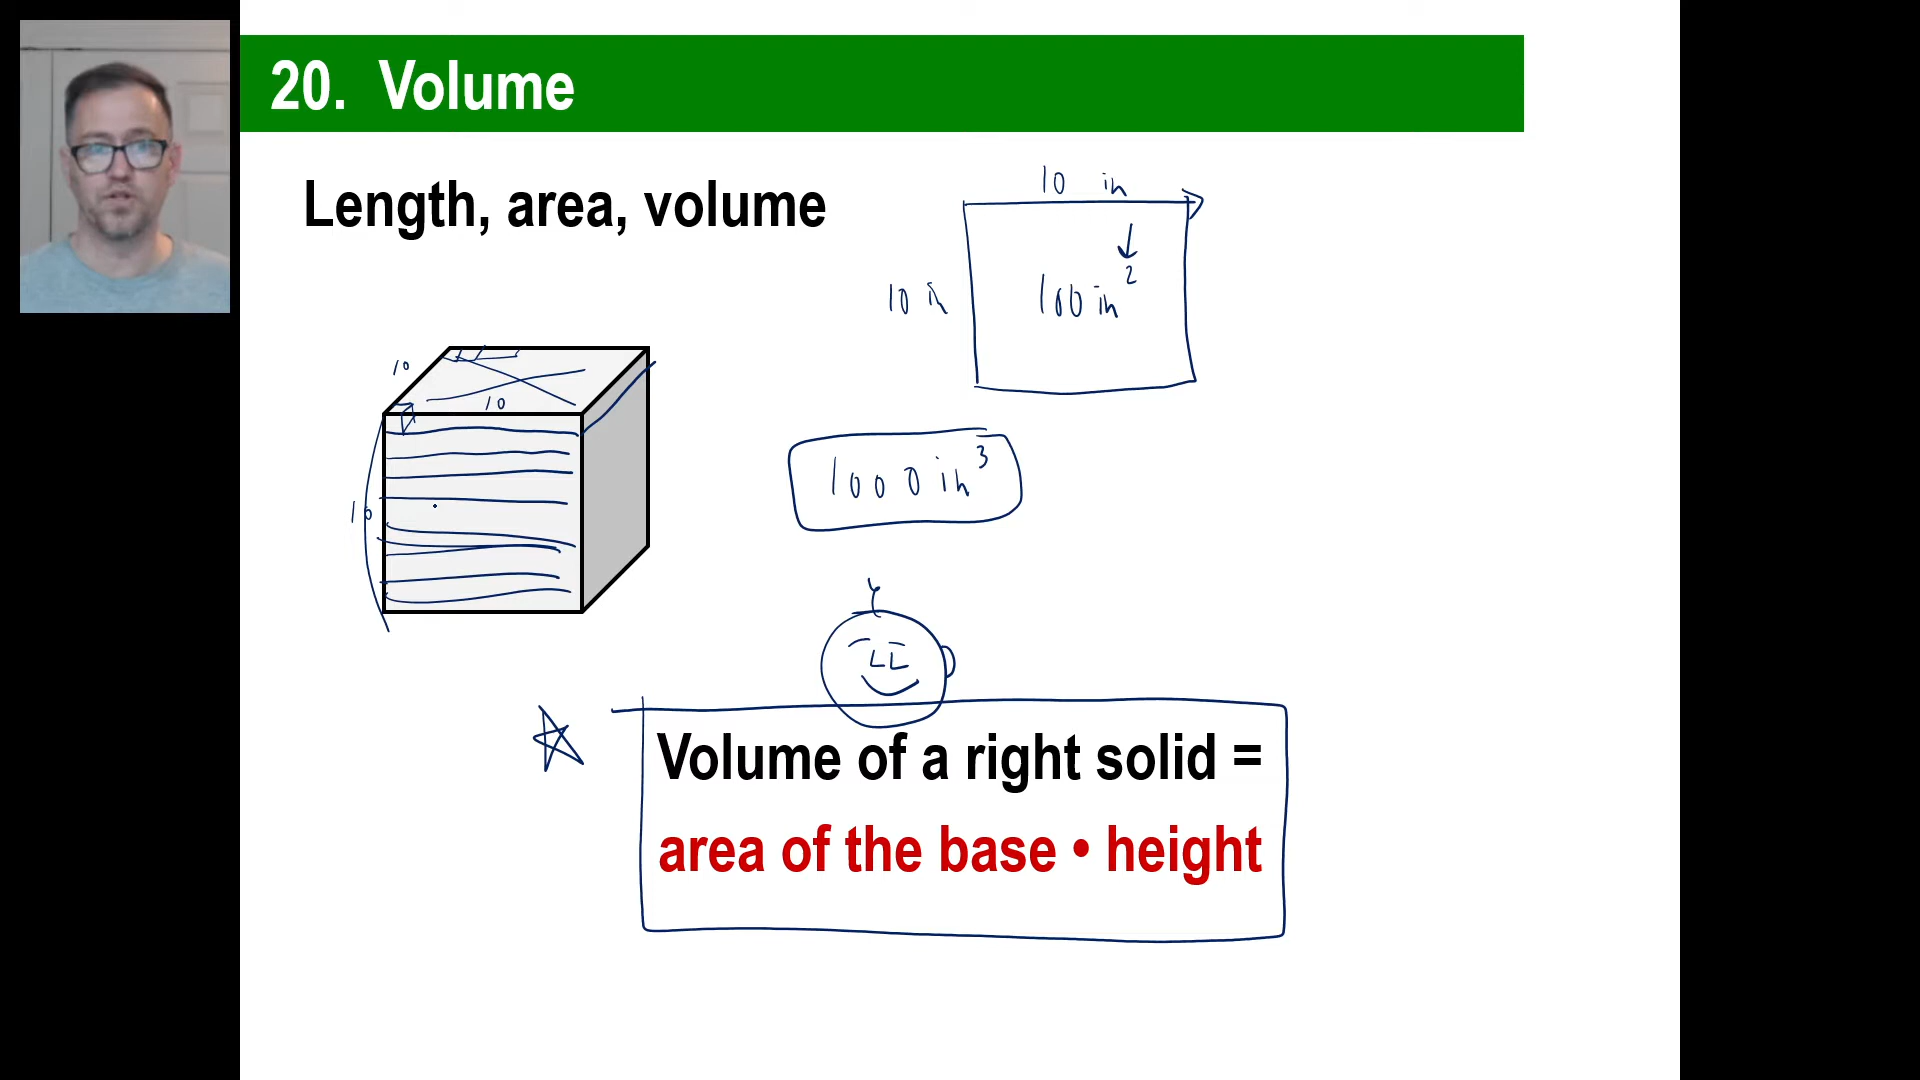 20. Volume
Length, area, volume
10 in
10 in
100 in²
10
10
10
1000 in³
Volume of a right solid =
area of the base • height